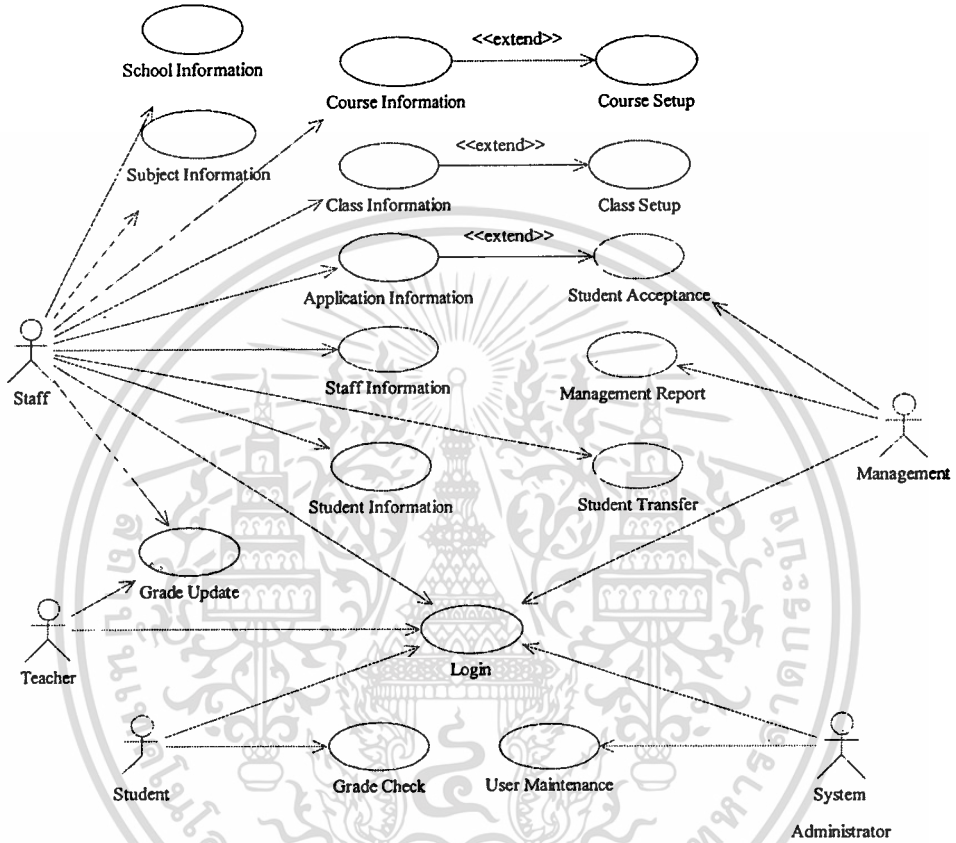 School Information
<<extend>>
Course Information
Course Setup
Subject Information
<<extend>>
Class Information
Class Setup
<<extend>>
Application Information
Student Acceptance
Staff
Staff Information
Management Report
Management
Student Information
Student Transfer
Grade Update
Teacher
Login
Student
Grade Check
User Maintenance
System
Administrator